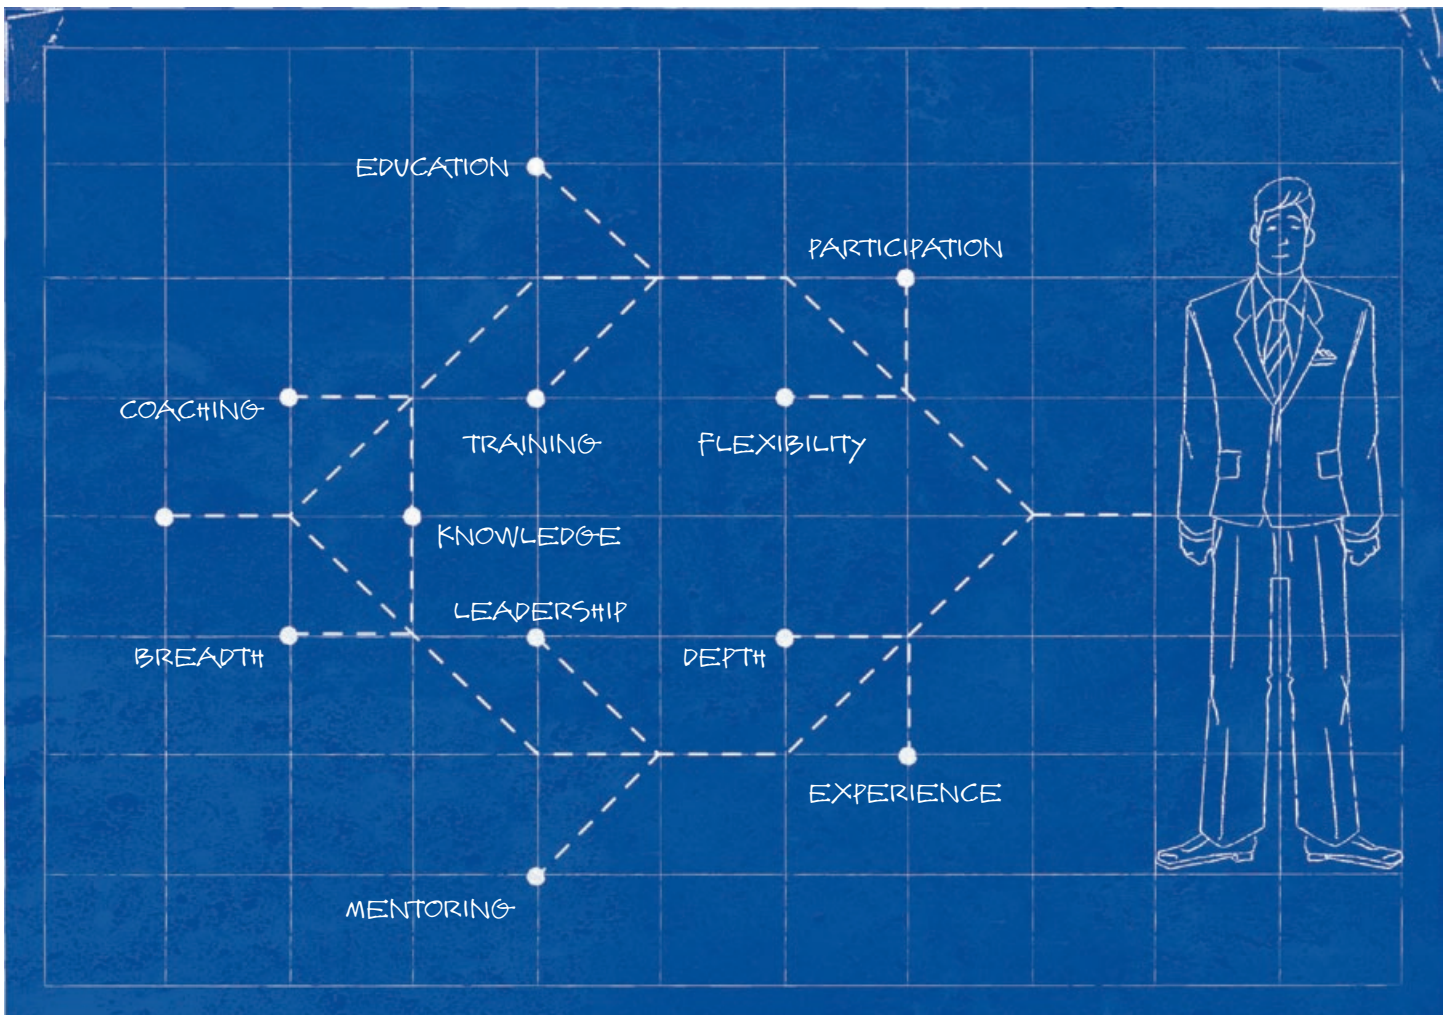 EDUCATION
PARTICIPATION
COACHING
TRAINING
FLEXIBILITY
KNOWLEDGE
LEADERSHIP
BREADTH
DEPTH
EXPERIENCE
MENTORING